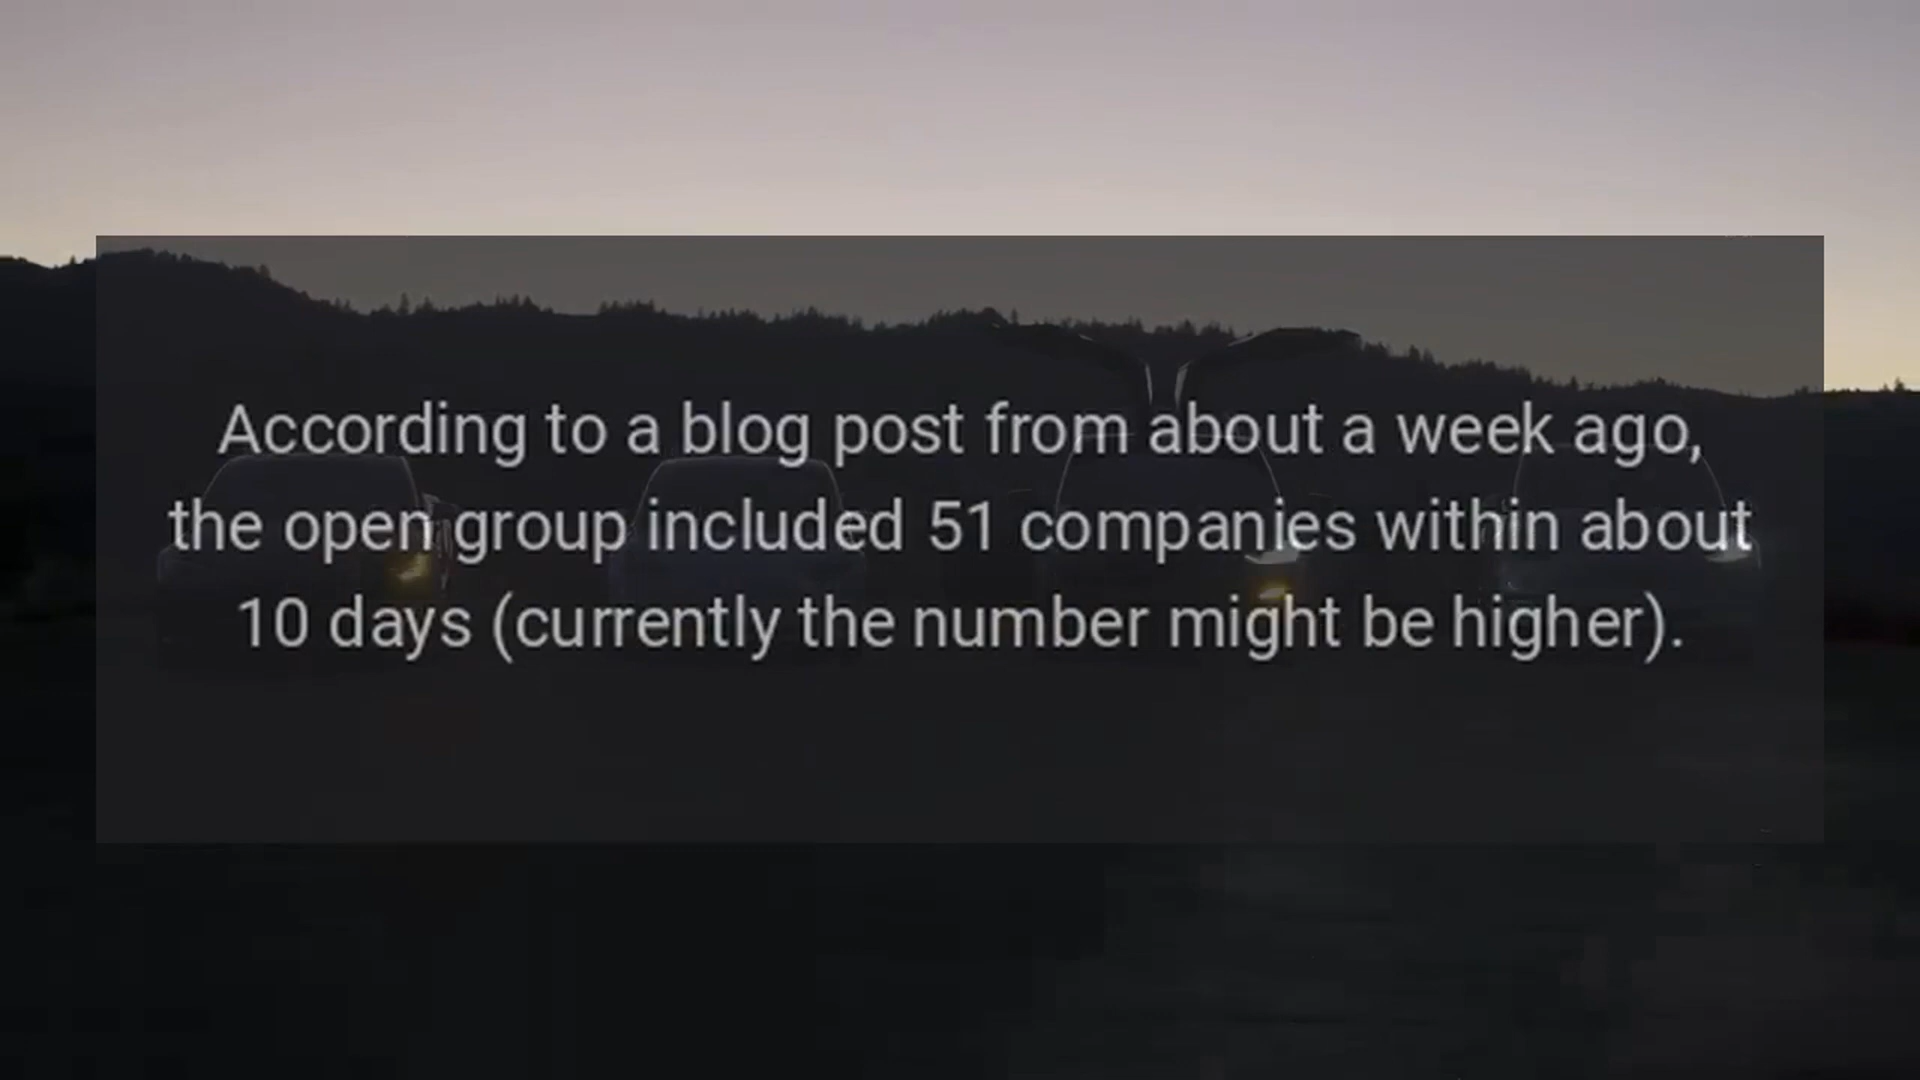 According to a blog post from about a week ago,
the open group included 51 companies within about
10 days (currently the number might be higher).